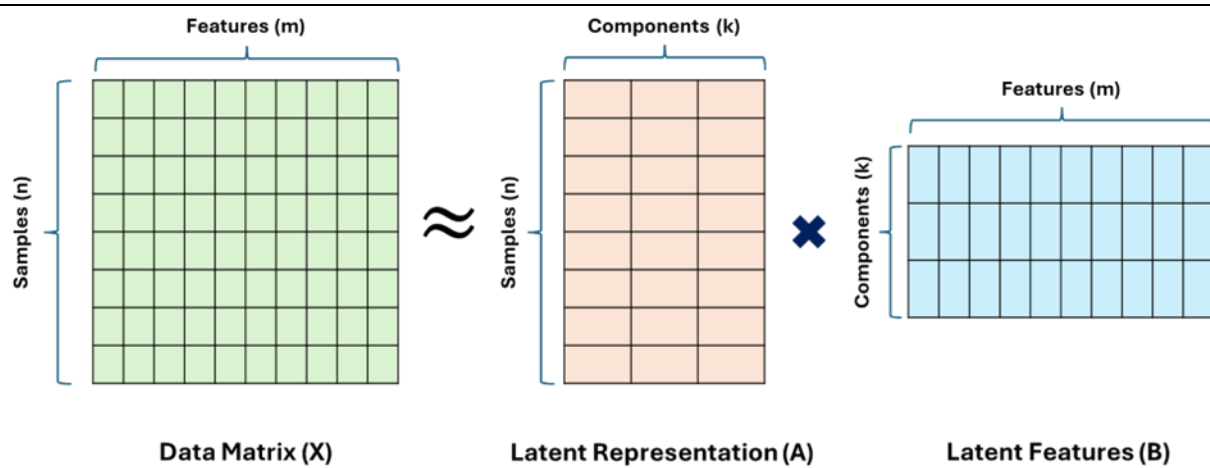 Features (m)
Components (k)
Features (m)
Samples (n)
≈
Samples (n)
✖
Components (k)
Data Matrix (X)
Latent Representation (A)
Latent Features (B)